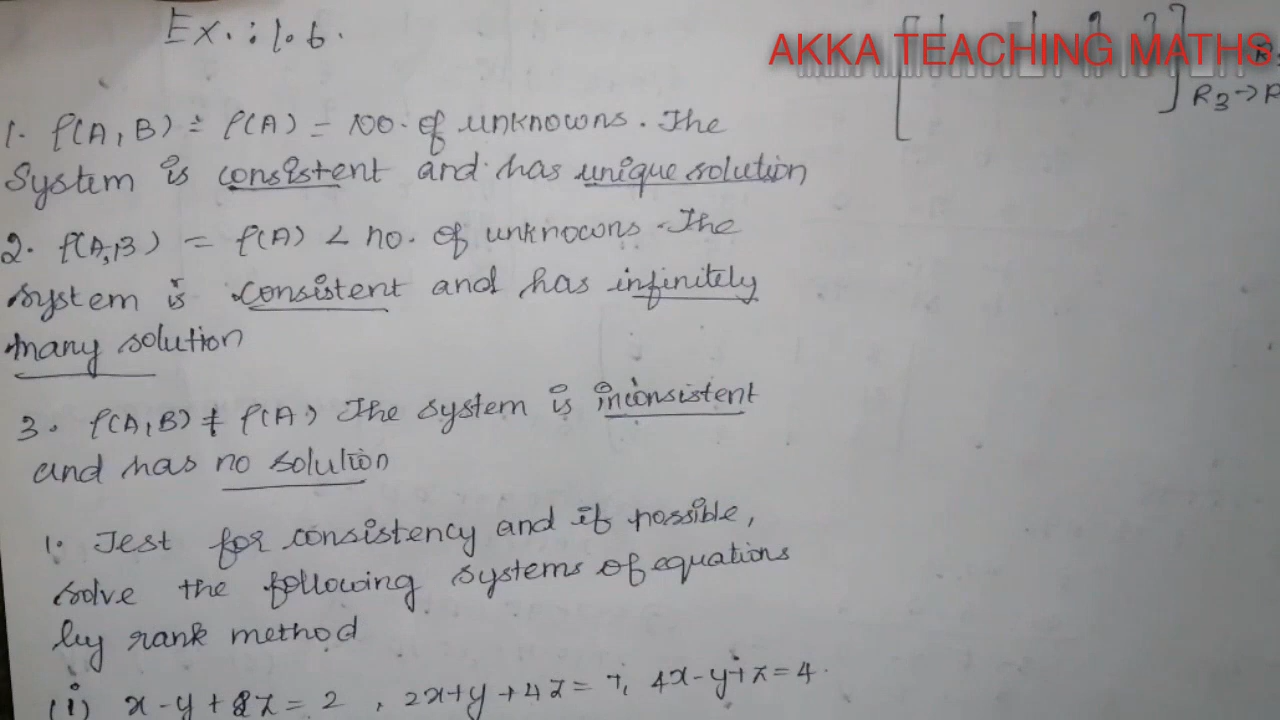 Ex. : 1.6.
AKKA TEACHING MATHS
R3→R
1. ρ(A, B) = ρ(A) = no. of unknowns. The
System is consistent and has unique solution
2. ρ(A,B) = ρ(A) < no. of unknowns. The
system is consistent and has infinitely
many solution
3. ρ(A,B) ≠ ρ(A) The system is inconsistent
and has no solution
1. Test for consistency and if possible,
solve the following systems of equations
by rank method
(i) x-y+2z=2, 2x+y+4z=7, 4x-y+z=4.